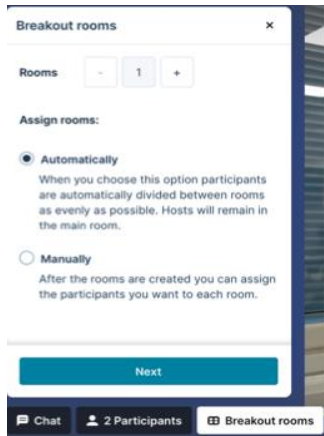 Breakout rooms ×
Rooms - 1 +
Assign rooms:
Automatically
When you choose this option participants
are automatically divided between rooms
as evenly as possible. Hosts will remain in
the main room.
Manually
After the rooms are created you can assign
the participants you want to each room.
Next
Chat 2 Participants Breakout rooms